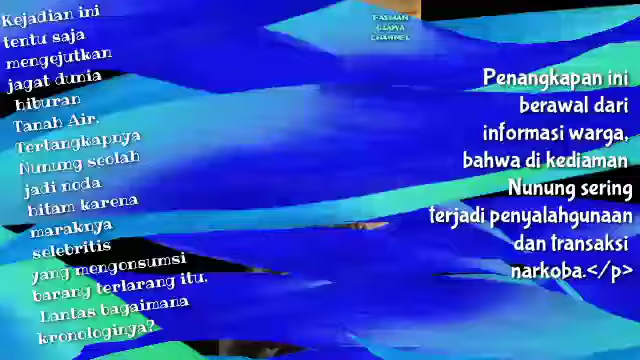 Kejadian ini
tentu saja
mengejutkan
jagat dunia
hiburan
Tanah Air.
Tertangkapnya
Nunung seolah
jadi noda
hitam karena
maraknya
selebritis
yang mengonsumsi
barang terlarang itu.
Lantas bagaimana
kronologinya?
CHANNEL
Penangkapan ini
berawal dari
informasi warga,
bahwa di kediaman
Nunung sering
terjadi penyalahgunaan
dan transaksi
narkoba.</p>